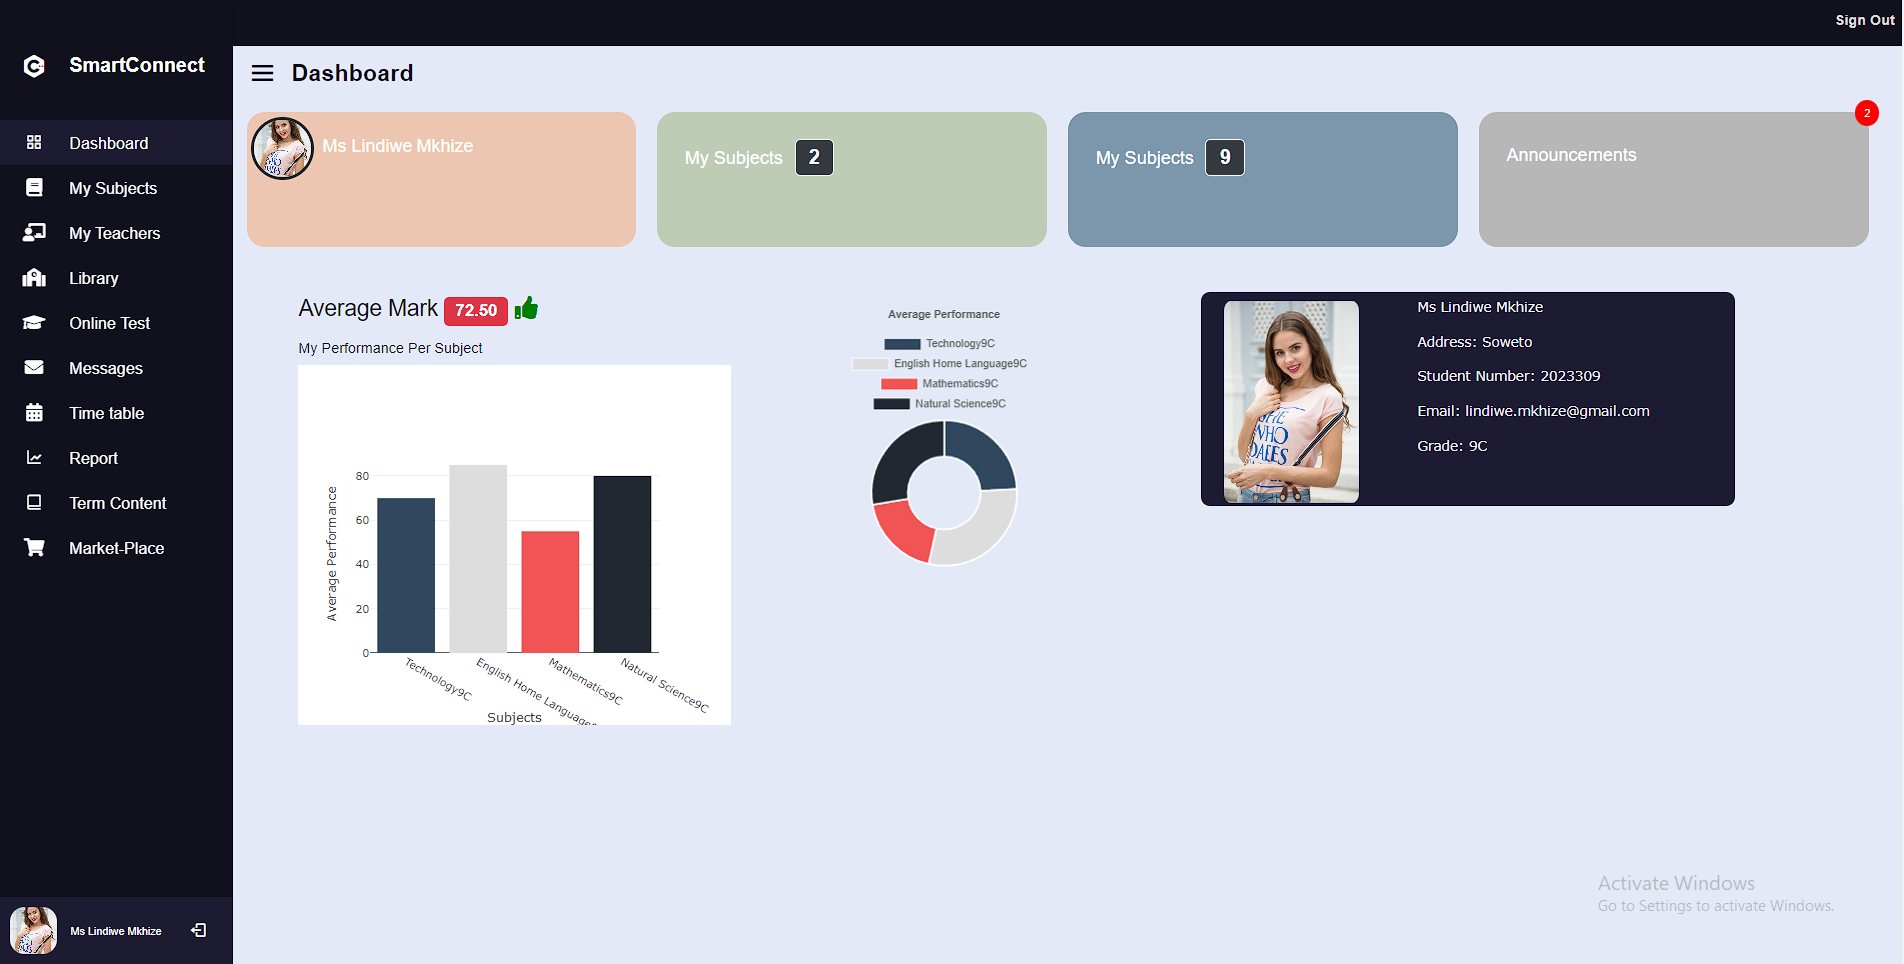 Sign Out
SmartConnect
Dashboard
My Subjects
My Teachers
Library
Online Test
Messages
Time table
Report
Term Content
Market-Place
Ms Lindiwe Mkhize
Dashboard
Ms Lindiwe Mkhize
My Subjects 2
My Subjects 9
Announcements
2
Average Mark 72.50
My Performance Per Subject
Average Performance
80
60
40
20
0
Technology9C
English Home Language
Mathematics9C
Natural Science9C
Subjects
Average Performance
Technology9C
English Home Language9C
Mathematics9C
Natural Science9C
SHE
WHO
DARES
Ms Lindiwe Mkhize
Address: Soweto
Student Number: 2023309
Email: lindiwe.mkhize@gmail.com
Grade: 9C
Activate Windows
Go to Settings to activate Windows.